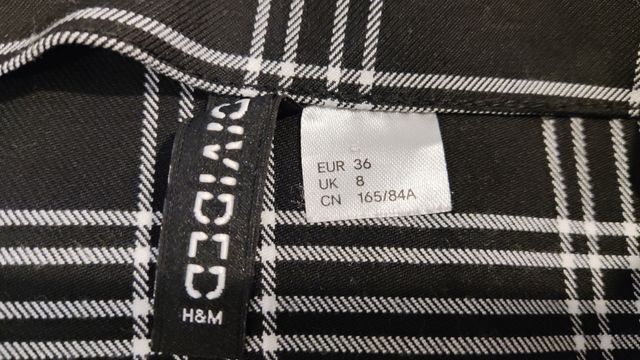 DIVIDED
H&M
EUR 36
UK 8
CN 165/84A